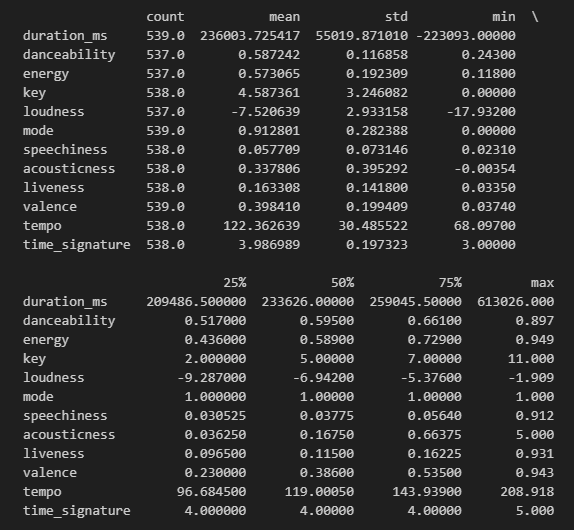 count mean std min \
duration_ms 539.0 236003.725417 55019.871010 -223093.00000
danceability 537.0 0.587242 0.116858 0.24300
energy 537.0 0.573065 0.192309 0.11800
key 538.0 4.587361 3.246082 0.00000
loudness 537.0 -7.520639 2.933158 -17.93200
mode 539.0 0.912801 0.282388 0.00000
speechiness 538.0 0.057709 0.073146 0.02310
acousticness 538.0 0.337806 0.395292 -0.00354
liveness 538.0 0.163308 0.141800 0.03350
valence 539.0 0.398410 0.199409 0.03740
tempo 538.0 122.362639 30.485522 68.09700
time_signature 538.0 3.986989 0.197323 3.00000
25% 50% 75% max
duration_ms 209486.500000 233626.00000 259045.50000 613026.000
danceability 0.517000 0.59500 0.66100 0.897
energy 0.436000 0.58900 0.72900 0.949
key 2.000000 5.00000 7.00000 11.000
loudness -9.287000 -6.94200 -5.37600 -1.909
mode 1.000000 1.00000 1.00000 1.000
speechiness 0.030525 0.03775 0.05640 0.912
acousticness 0.036250 0.16750 0.66375 5.000
liveness 0.096500 0.11500 0.16225 0.931
valence 0.230000 0.38600 0.53500 0.943
tempo 96.684500 119.00050 143.93900 208.918
time_signature 4.000000 4.00000 4.00000 5.000